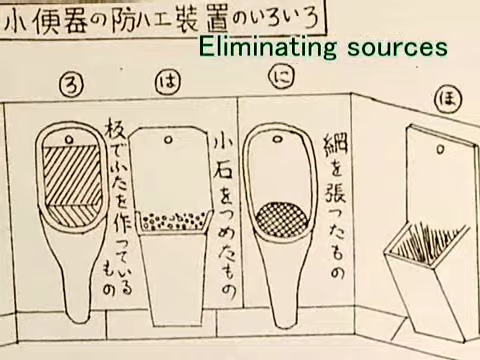 小便器の防ハエ装置のいろいろ
Eliminating sources
ろ
は
に
ほ
板でふたを作っているもの
小石をつめたもの
網を張つたもの